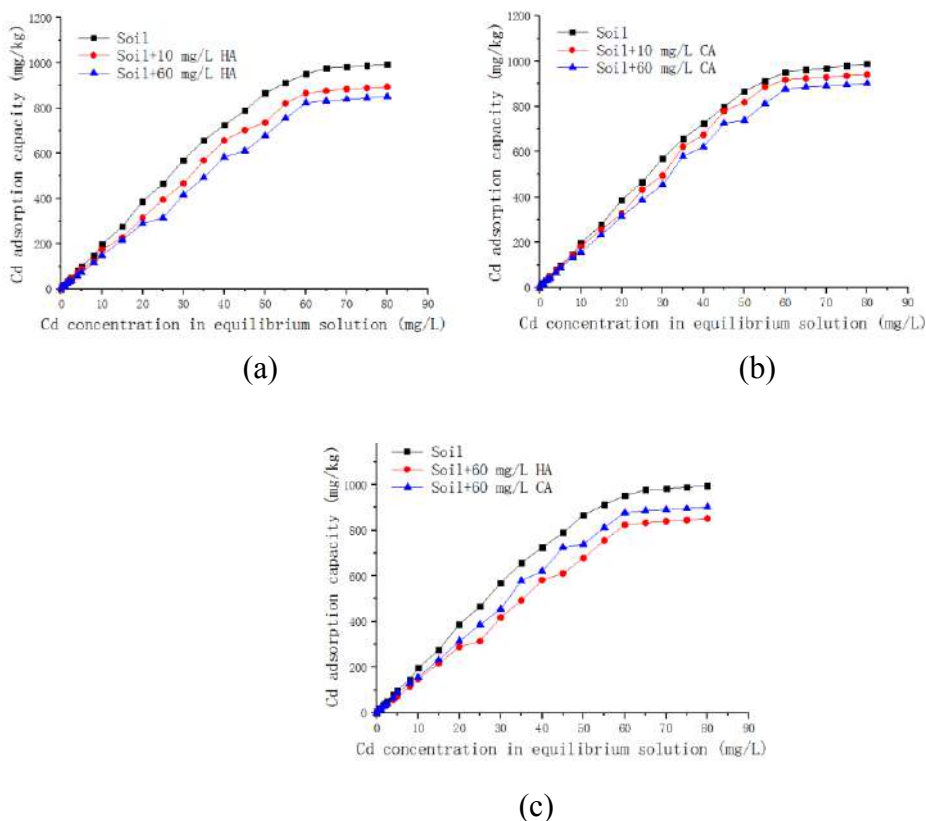 1200
1000
800
600
400
200
0
Cd adsorption capacity (mg/kg)
Soil
Soil+10 mg/L HA
Soil+60 mg/L HA
0 10 20 30 40 50 60 70 80 90
Cd concentration in equilibrium solution (mg/L)
(a)
1200
1000
800
600
400
200
0
Cd adsorption capacity (mg/kg)
Soil
Soil+10 mg/L CA
Soil+60 mg/L CA
0 10 20 30 40 50 60 70 80 90
Cd concentration in equilibrium solution (mg/L)
(b)
1000
800
600
400
200
0
Cd adsorption capacity (mg/kg)
Soil
Soil+60 mg/L HA
Soil+60 mg/L CA
0 10 20 30 40 50 60 70 80 90
Cd concentration in equilibrium solution (mg/L)
(c)